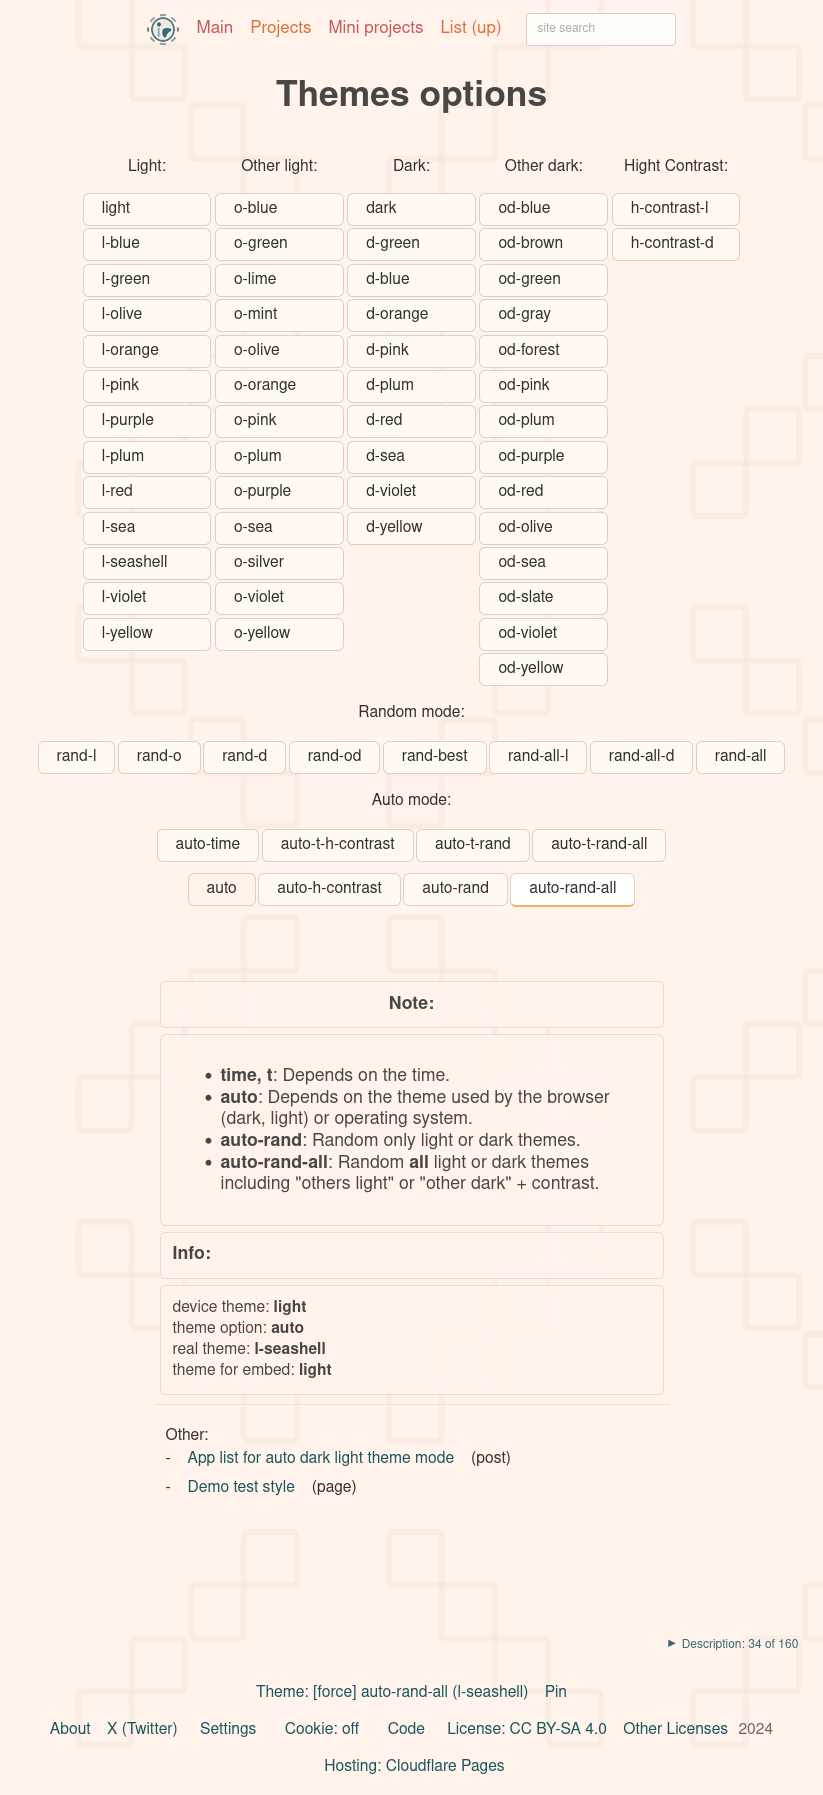 Main Projects Mini projects List (up) site search
Themes options
Light:
light
l-blue
l-green
l-olive
l-orange
l-pink
l-purple
l-plum
l-red
l-sea
l-seashell
l-violet
l-yellow
Other light:
o-blue
o-green
o-lime
o-mint
o-olive
o-orange
o-pink
o-plum
o-purple
o-sea
o-silver
o-violet
o-yellow
Dark:
dark
d-green
d-blue
d-orange
d-pink
d-plum
d-red
d-sea
d-violet
d-yellow
Other dark:
od-blue
od-brown
od-green
od-gray
od-forest
od-pink
od-plum
od-purple
od-red
od-olive
od-sea
od-slate
od-violet
od-yellow
Hight Contrast:
h-contrast-l
h-contrast-d
Random mode:
rand-l rand-o rand-d rand-od rand-best rand-all-l rand-all-d rand-all
Auto mode:
auto-time auto-t-h-contrast auto-t-rand auto-t-rand-all
auto auto-h-contrast auto-rand auto-rand-all
Note:
• time, t: Depends on the time.
• auto: Depends on the theme used by the browser
(dark, light) or operating system.
• auto-rand: Random only light or dark themes.
• auto-rand-all: Random all light or dark themes
including "others light" or "other dark" + contrast.
Info:
device theme: light
theme option: auto
real theme: l-seashell
theme for embed: light
Other:
- App list for auto dark light theme mode (post)
- Demo test style (page)
▶ Description: 34 of 160
Theme: [force] auto-rand-all (l-seashell) Pin
About X (Twitter) Settings Cookie: off Code License: CC BY-SA 4.0 Other Licenses 2024
Hosting: Cloudflare Pages